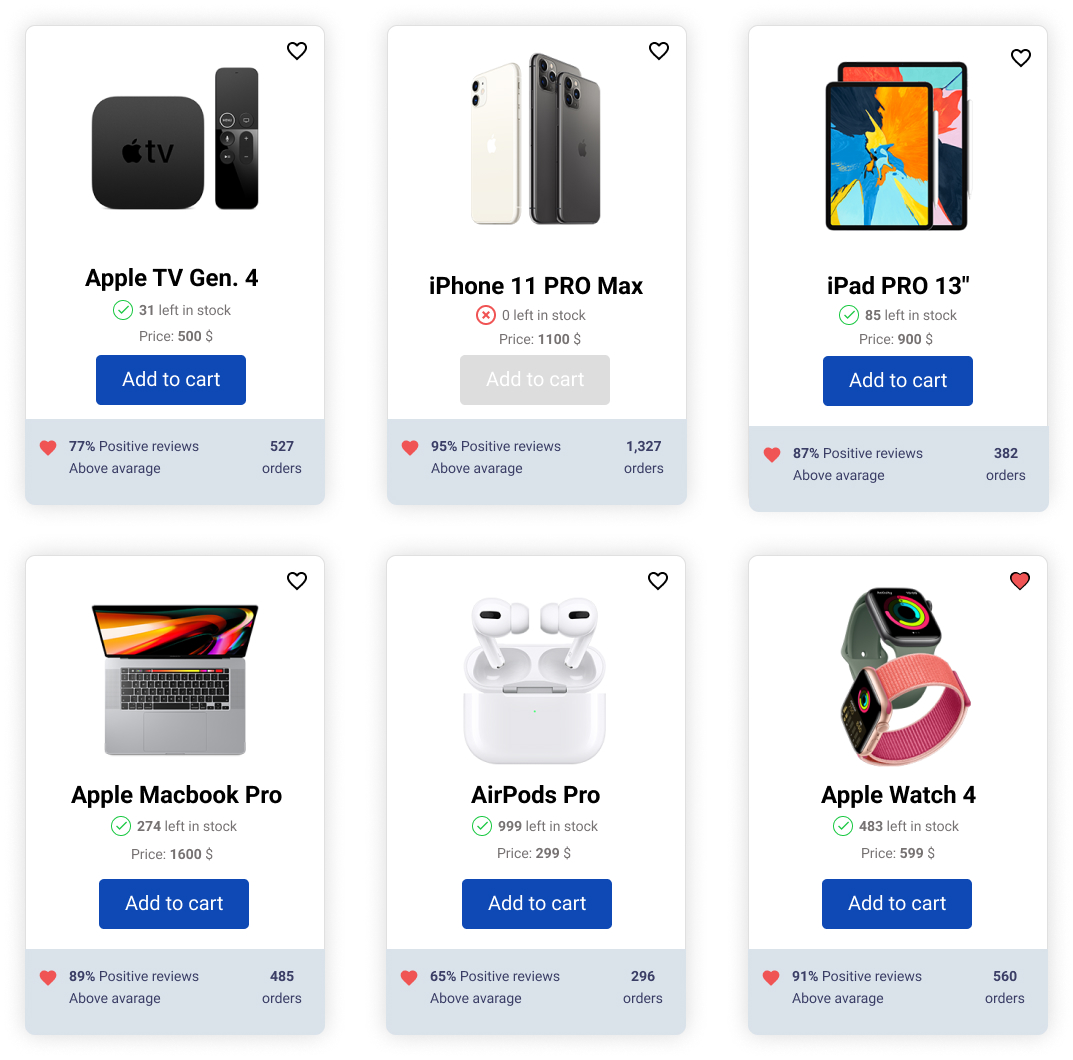 tv
MENU
Apple TV Gen. 4
31 left in stock
Price: 500 $
Add to cart
77% Positive reviews
Above avarage
527
orders
iPhone 11 PRO Max
0 left in stock
Price: 1100 $
Add to cart
95% Positive reviews
Above avarage
1,327
orders
iPad PRO 13"
85 left in stock
Price: 900 $
Add to cart
87% Positive reviews
Above avarage
382
orders
Apple Macbook Pro
274 left in stock
Price: 1600 $
Add to cart
89% Positive reviews
Above avarage
485
orders
AirPods Pro
999 left in stock
Price: 299 $
Add to cart
65% Positive reviews
Above avarage
296
orders
Apple Watch 4
483 left in stock
Price: 599 $
Add to cart
91% Positive reviews
Above avarage
560
orders